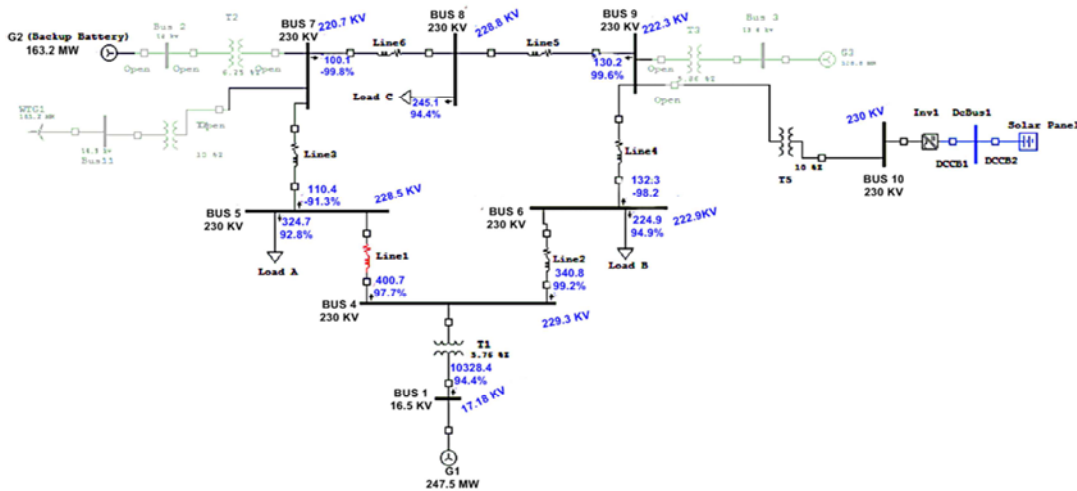 G2 (Backup Battery)
163.2 MW
Bus 2
Open
Open
T2
Open
6.25 %Z
BUS 7
230 KV
220.7 KV
100.1
-99.8%
Line6
BUS 8
230 KV
228.8 KV
Line5
Load C
245.1
94.4%
BUS 9
230 KV
222.3 KV
130.2
99.6%
Open
T3
Bus 3
G3
Open
WTG1
Bus11
Open
10 %Z
Line3
110.4
-91.3%
228.5 KV
BUS 5
230 KV
324.7
92.8%
Load A
Line1
400.7
97.7%
Line4
132.3
-98.2
BUS 6
230 KV
224.9
94.9%
222.9KV
Load B
Line2
340.8
99.2%
BUS 4
230 KV
229.3 KV
T1
3.76 %Z
10328.4
94.4%
BUS 1
16.5 KV
17.18 KV
G1
247.5 MW
T5
10 %Z
230 KV
BUS 10
230 KV
Inv1
DcBus1
Solar Panel
DCCB1
DCCB2